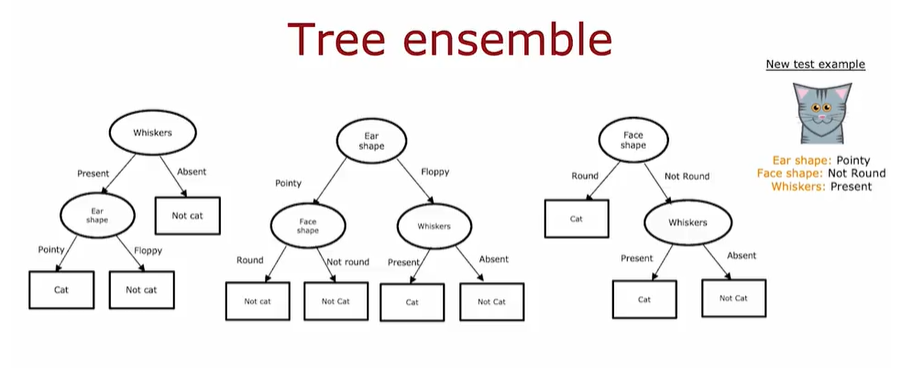 Tree ensemble
New test example
Ear shape: Pointy
Face shape: Not Round
Whiskers: Present
Whiskers
Present
Absent
Ear
shape
Not cat
Pointy
Floppy
Cat
Not cat
Ear
shape
Pointy
Floppy
Face
shape
Whiskers
Round
Not round
Present
Absent
Not cat
Not Cat
Cat
Not Cat
Face
shape
Round
Not Round
Cat
Whiskers
Present
Absent
Cat
Not Cat